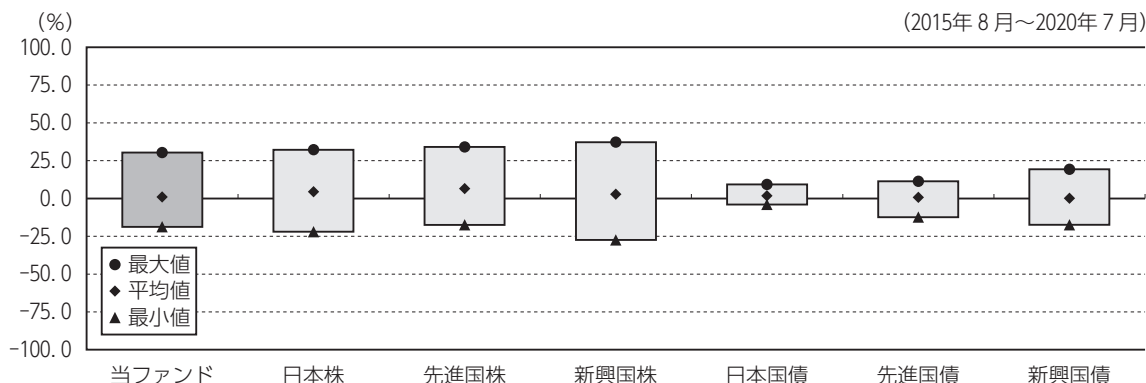 (%)
(2015年8月～2020年7月)
100.0
75.0
50.0
25.0
0.0
-25.0
-50.0
-75.0
-100.0
● 最大値
◆ 平均値
▲ 最小値
当ファンド 日本株 先進国株 新興国株 日本国債 先進国債 新興国債